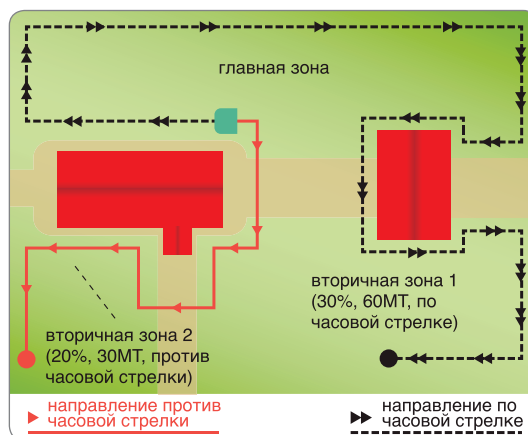 главная зона
вторичная зона 1
(30%, 60МТ, по
часовой стрелке)
вторичная зона 2
(20%, 30МТ, против
часовой стрелки)
направление против
часовой стрелки
направление по
часовой стрелке